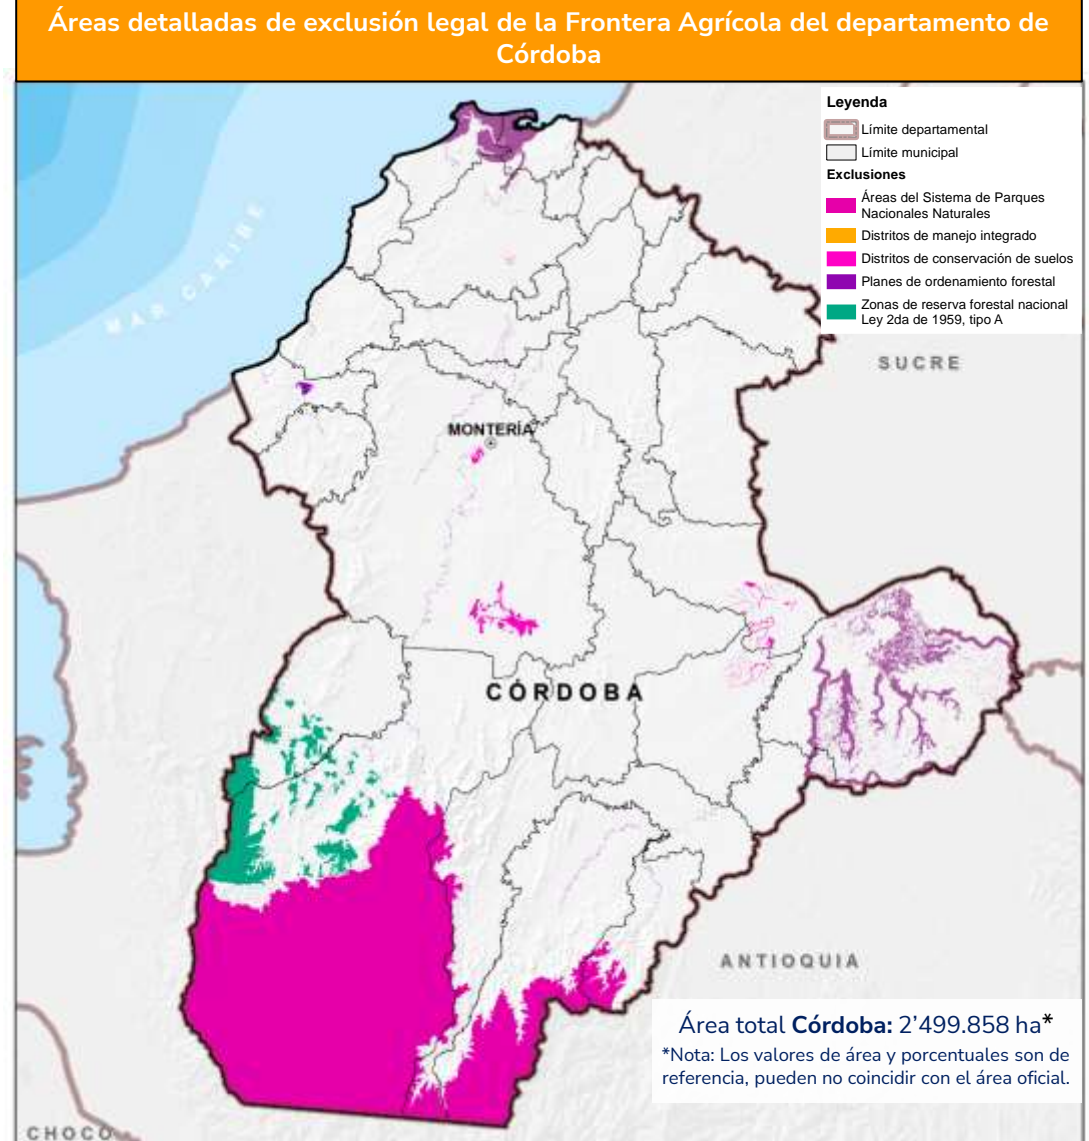 Áreas detalladas de exclusión legal de la Frontera Agrícola del departamento de
Córdoba
Leyenda
Límite departamental
Límite municipal
Exclusiones
Áreas del Sistema de Parques
Nacionales Naturales
Distritos de manejo integrado
Distritos de conservación de suelos
Planes de ordenamiento forestal
Zonas de reserva forestal nacional
Ley 2da de 1959, tipo A
MAR CARIBE
SUCRE
MONTERÍA
CÓRDOBA
ANTIOQUIA
Área total Córdoba: 2’499.858 ha*
*Nota: Los valores de área y porcentuales son de
referencia, pueden no coincidir con el área oficial.
CHOCÓ